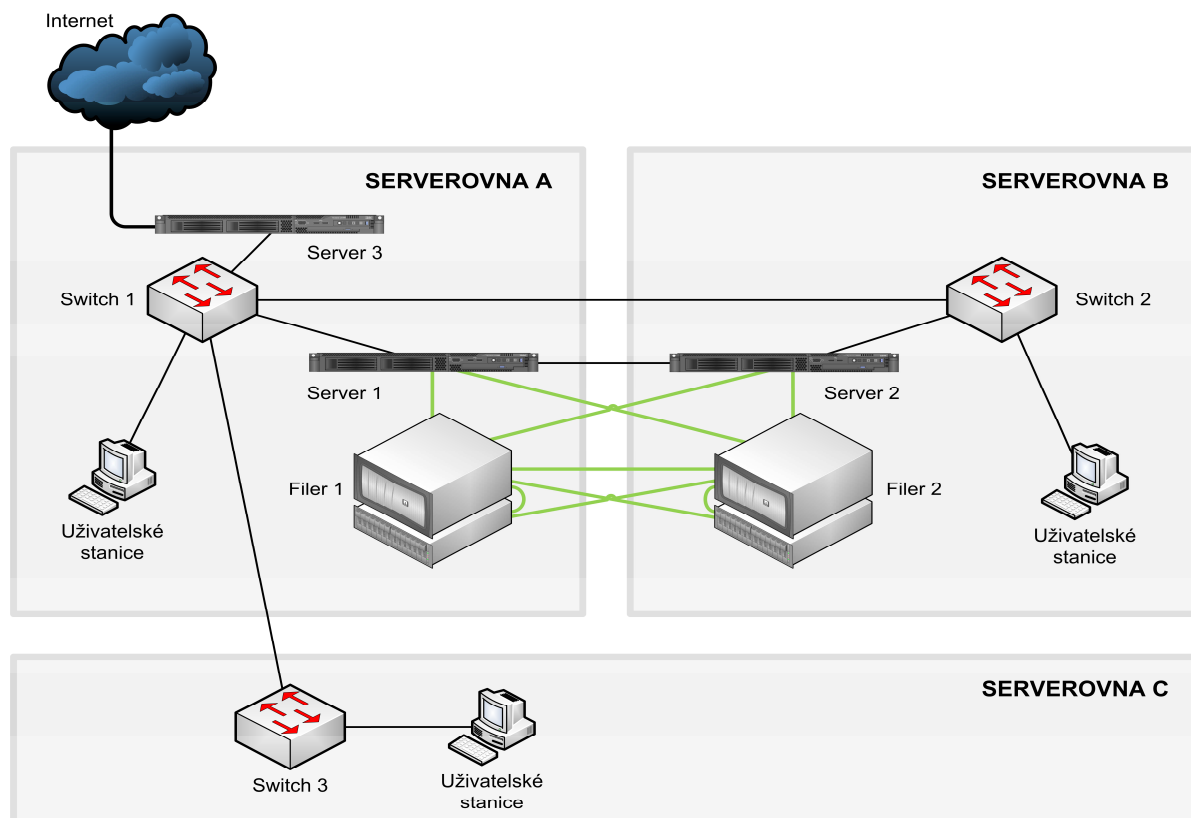 Internet
SERVEROVNA A
SERVEROVNA B
Server 3
Switch 1
Switch 2
Server 1
Server 2
Filer 1
Filer 2
Uživatelské
stanice
Uživatelské
stanice
SERVEROVNA C
Switch 3
Uživatelské
stanice